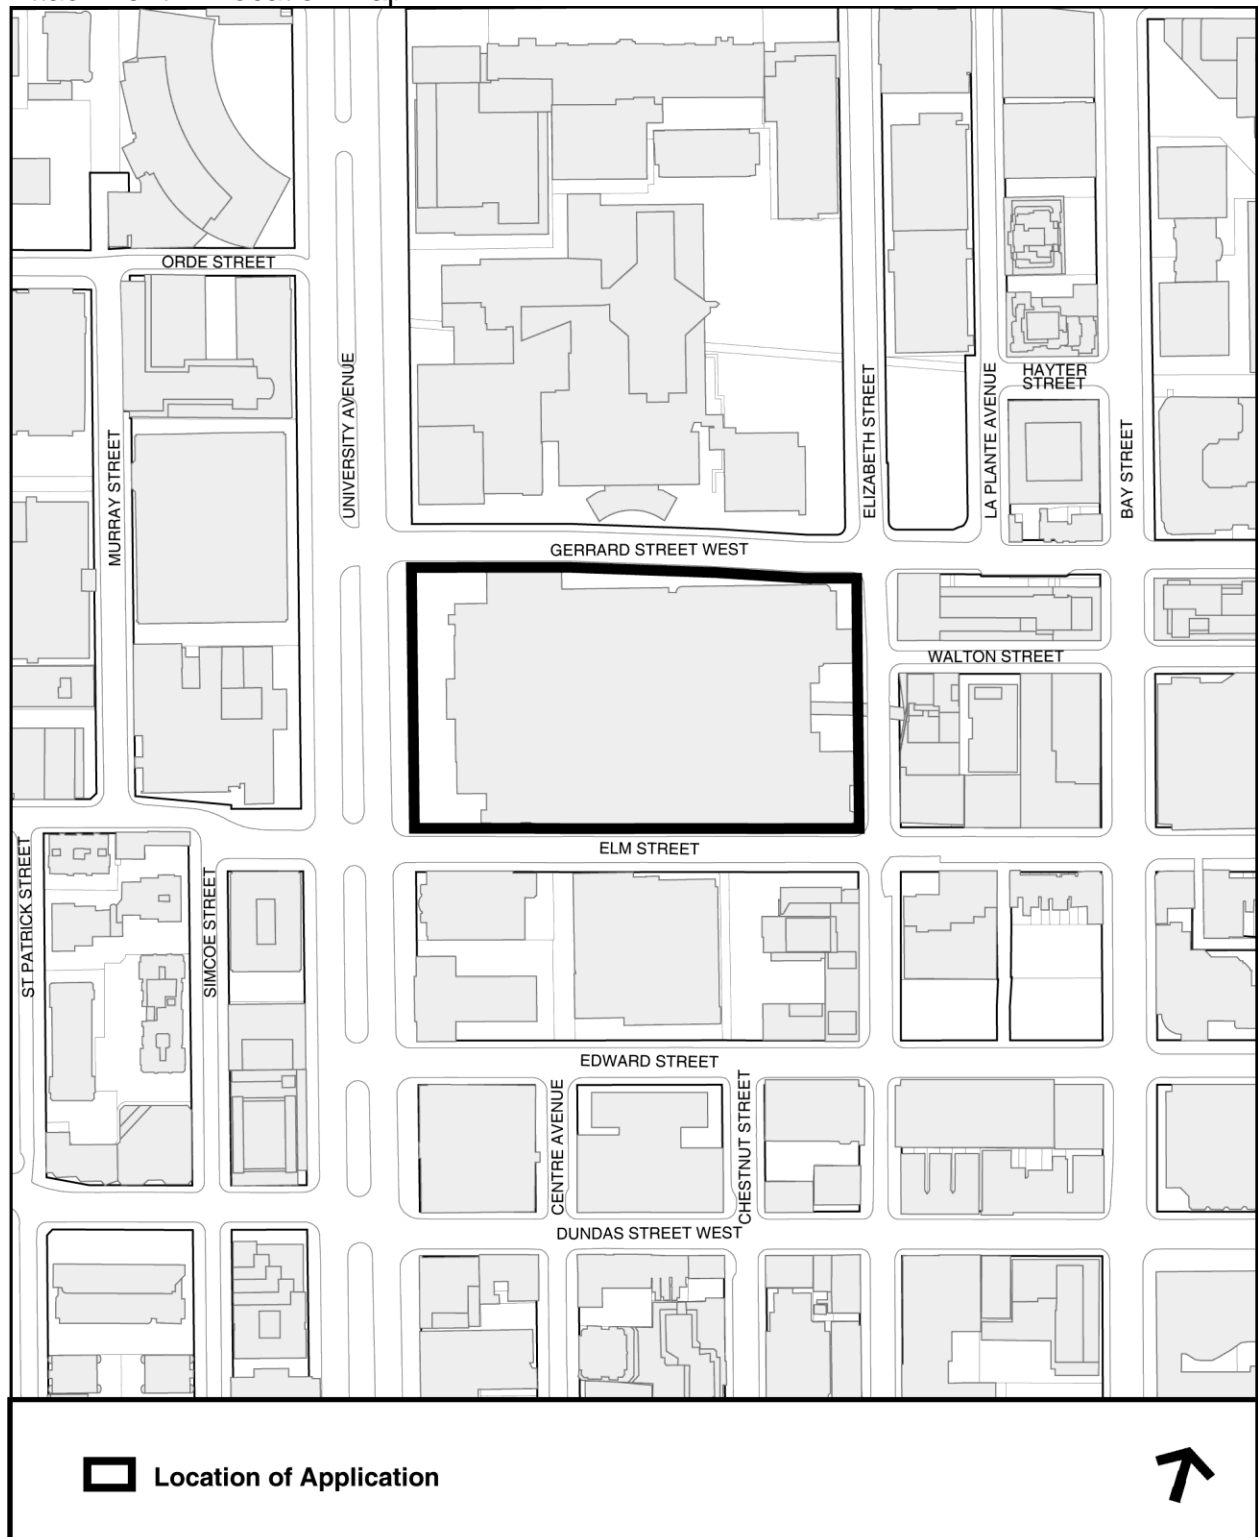 ORDE STREET
UNIVERSITY AVENUE
MURRAY STREET
ELIZABETH STREET
LA PLANTE AVENUE
HAYTER
STREET
BAY STREET
GERRARD STREET WEST
WALTON STREET
ELM STREET
ST PATRICK STREET
SIMCOE STREET
EDWARD STREET
CENTRE AVENUE
CHESTNUT STREET
DUNDAS STREET WEST
Location of Application